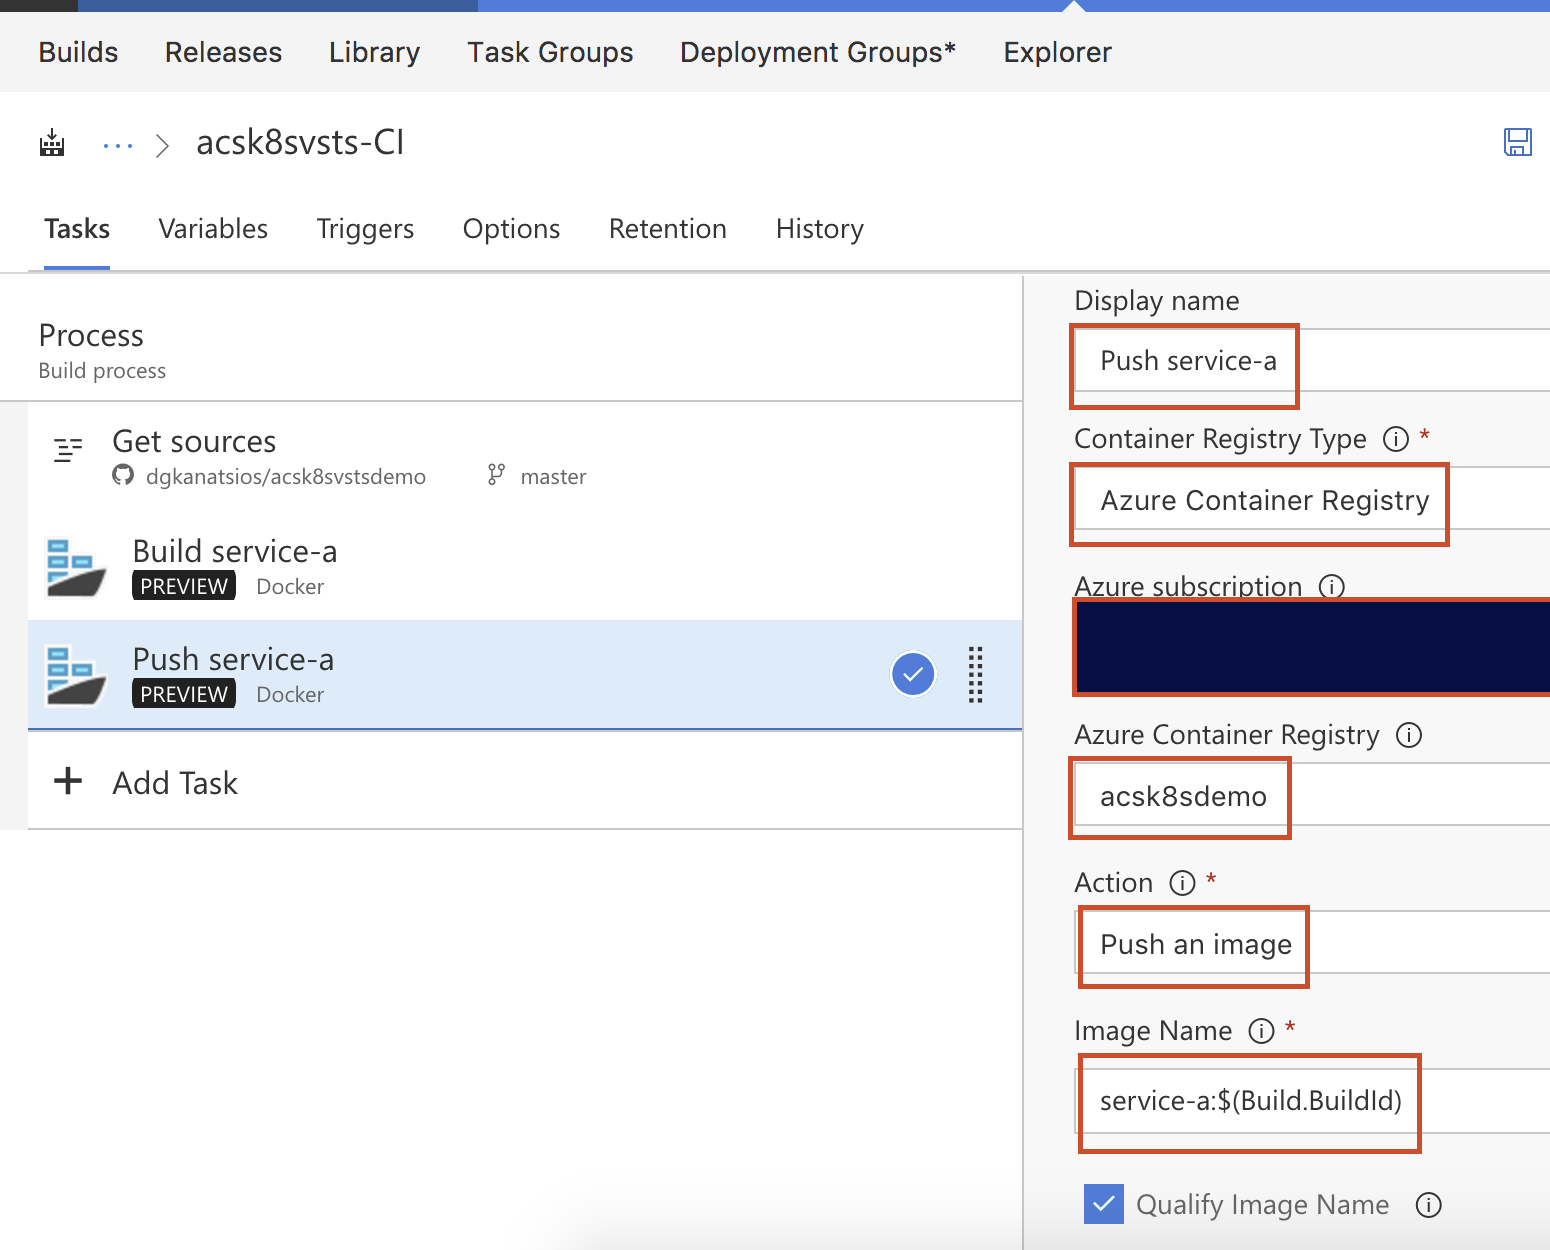 Builds Releases Library Task Groups Deployment Groups* Explorer
... > acsk8svsts-CI
Tasks Variables Triggers Options Retention History
Process
Build process
Get sources
dgkanatsios/acsk8svstsdemo master
Build service-a
PREVIEW Docker
Push service-a
PREVIEW Docker
+ Add Task
Display name
Push service-a
Container Registry Type *
Azure Container Registry
Azure subscription
Azure Container Registry
acsk8sdemo
Action *
Push an image
Image Name *
service-a:$(Build.BuildId)
Qualify Image Name